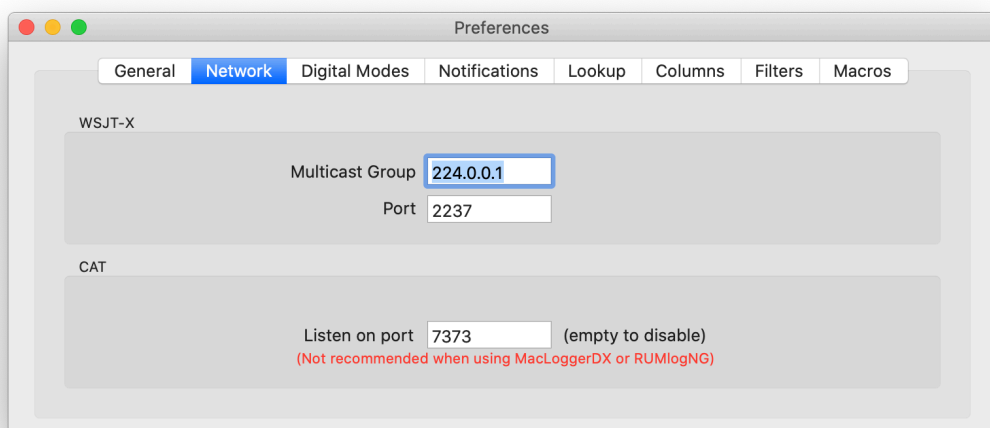 Preferences
General Network Digital Modes Notifications Lookup Columns Filters Macros
WSJT-X
Multicast Group 224.0.0.1
Port 2237
CAT
Listen on port 7373 (empty to disable)
(Not recommended when using MacLoggerDX or RUMlogNG)